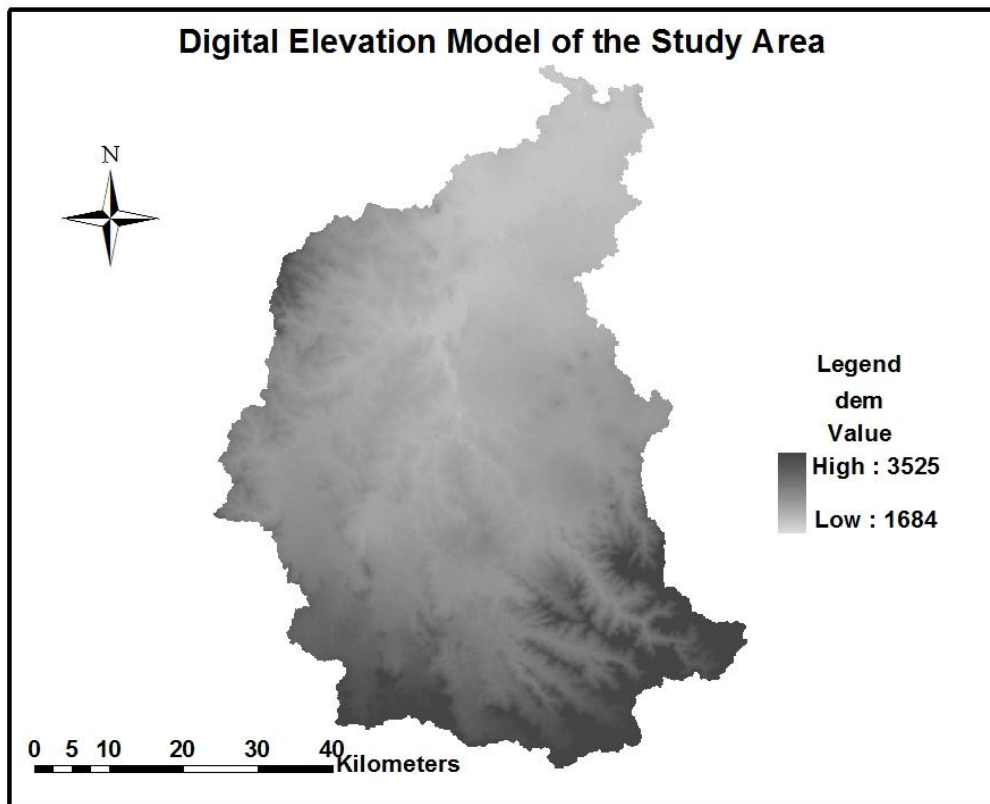 Digital Elevation Model of the Study Area
N
Legend
dem
Value
High : 3525
Low : 1684
0 5 10 20 30 40
Kilometers